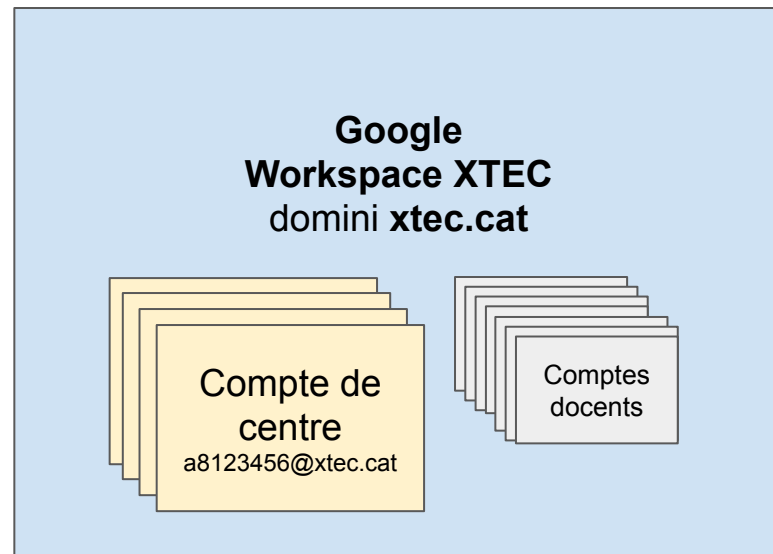 Google
Workspace XTEC
domini xtec.cat
Compte de
centre
a8123456@xtec.cat
Comptes
docents